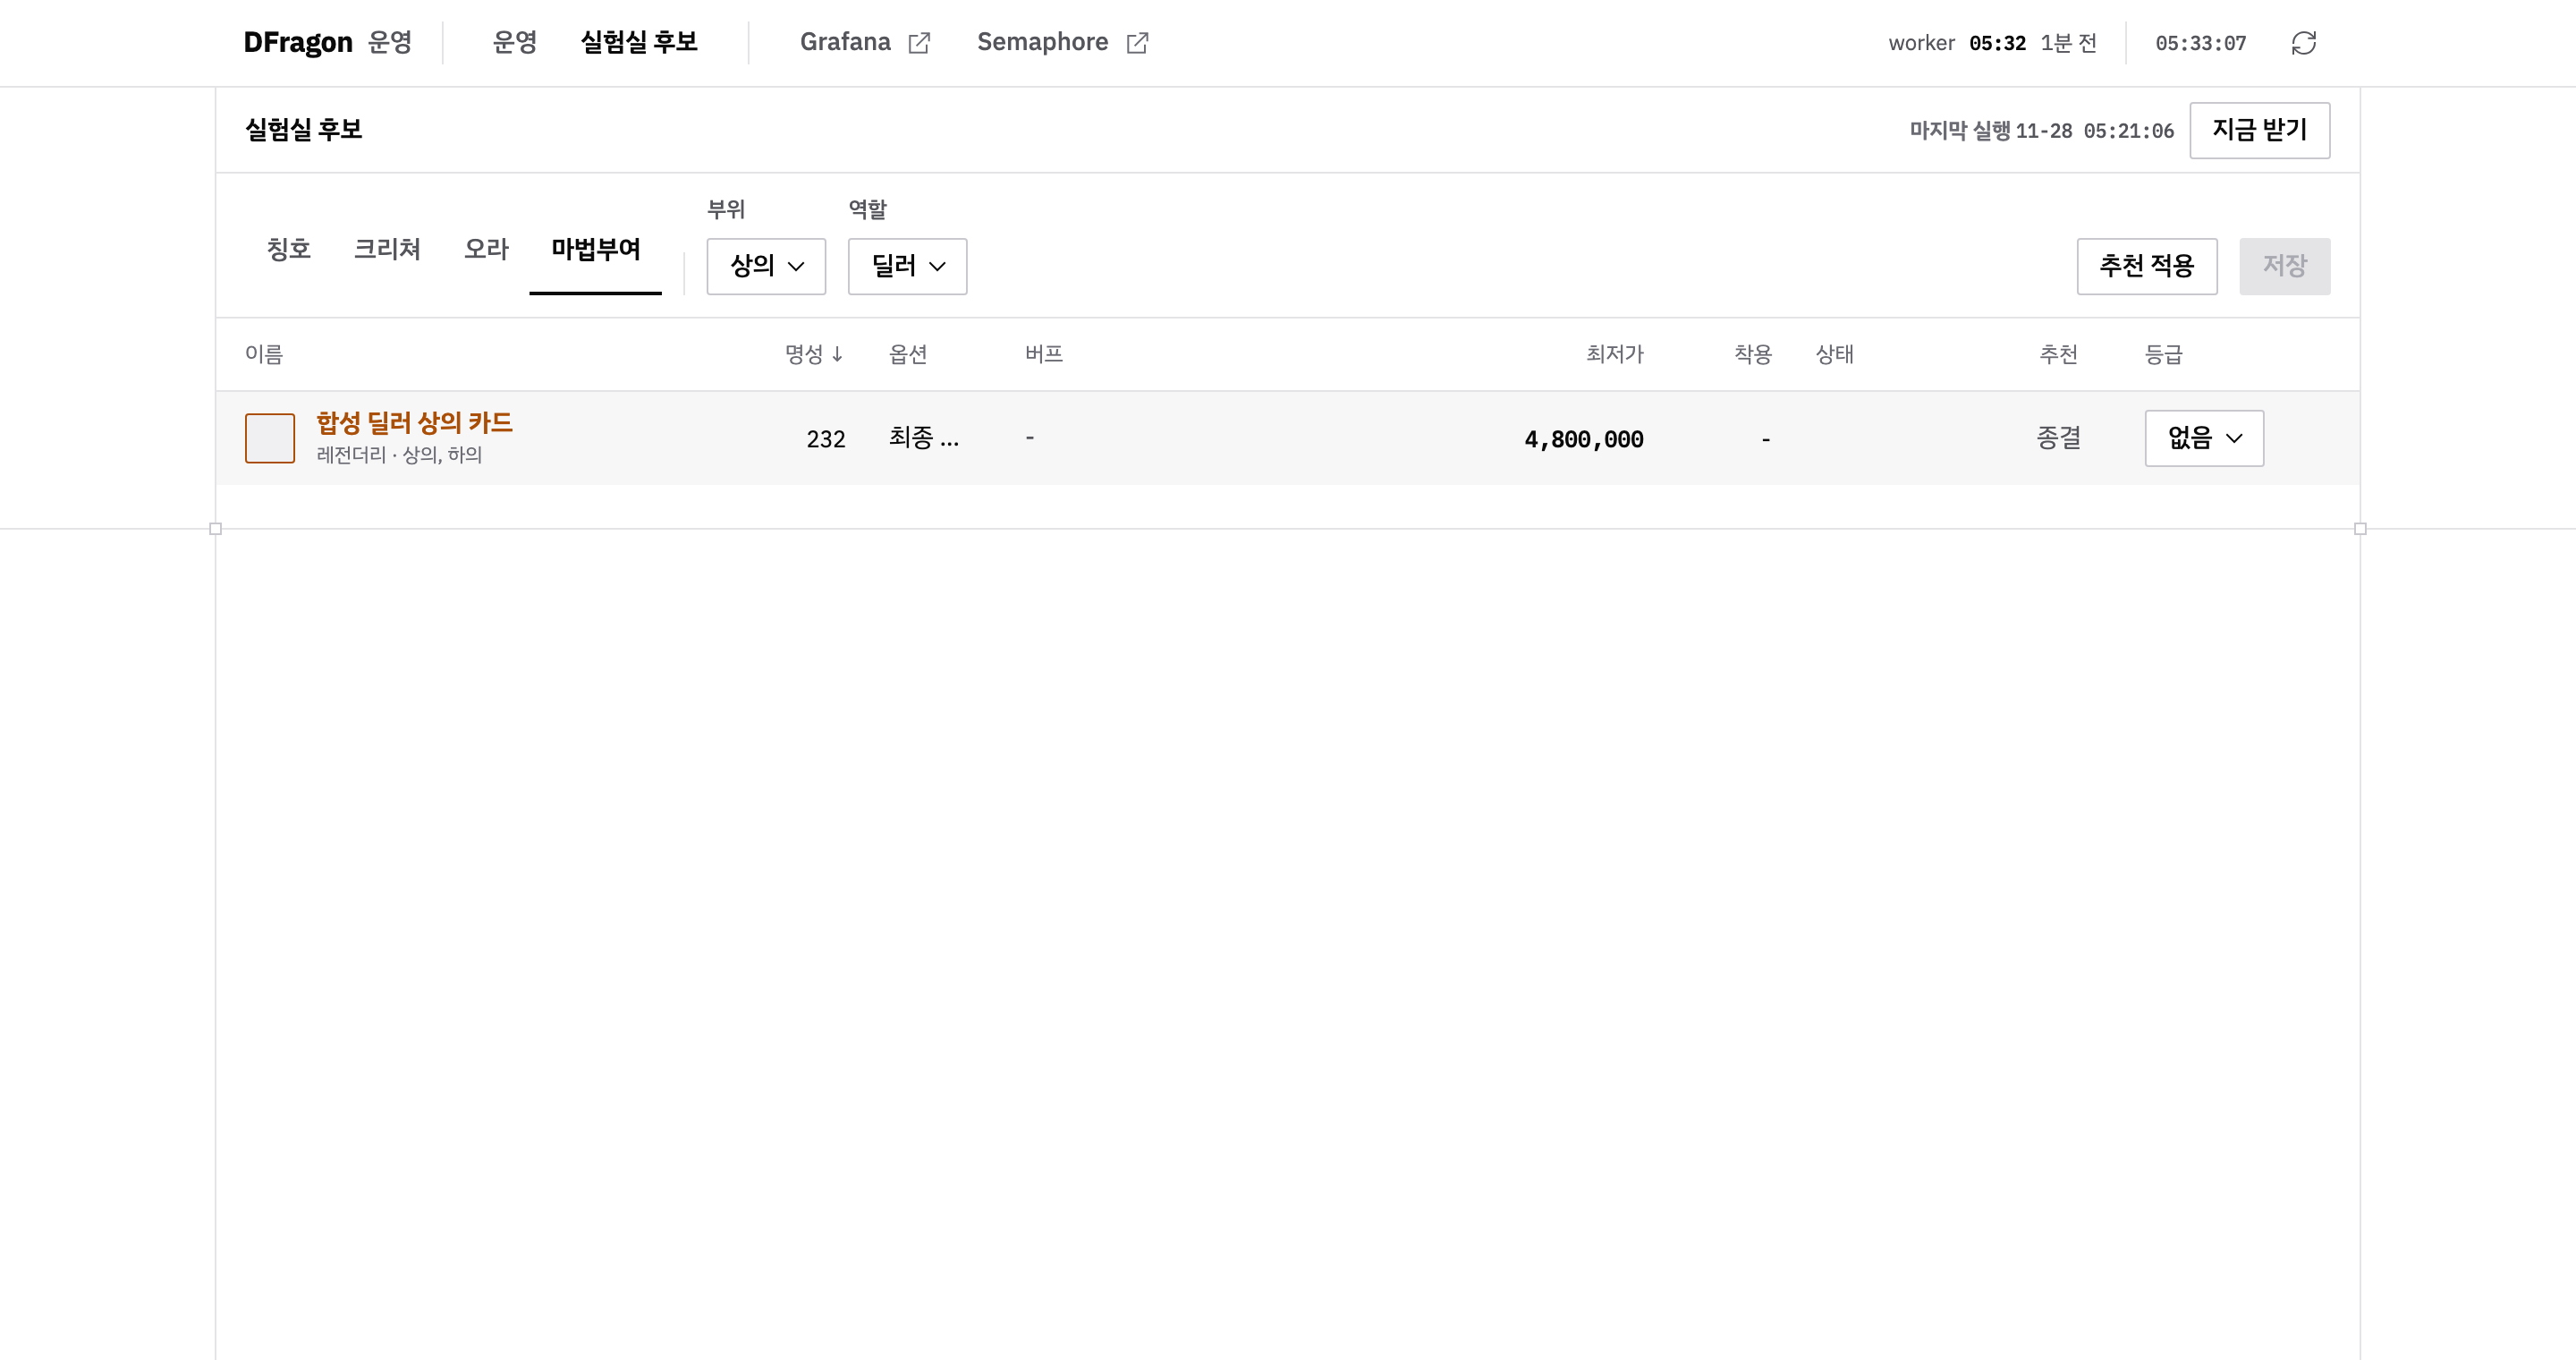 DFragon 운영 운영 실험실 후보 Grafana Semaphore worker 05:32 1분 전 05:33:07
실험실 후보 마지막 실행 11-28 05:21:06 지금 받기
부위 역할
칭호 크리쳐 오라 마법부여 상의 딜러 추천 적용 저장
이름 명성 ↓ 옵션 버프 최저가 착용 상태 추천 등급
합성 딜러 상의 카드 232 최종 ... - 4,800,000 - 종결 없음
레전더리 · 상의, 하의